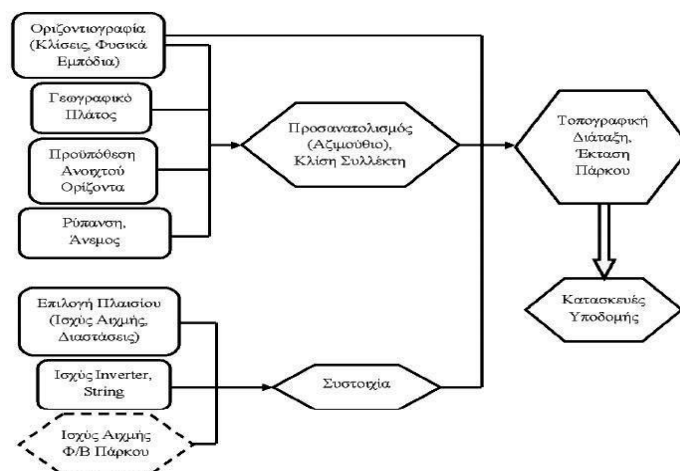 Οριζοντιογραφία
(Κλίσεις, Φυσικά
Εμπόδια)
Γεωγραφικό
Πλάτος
Προϋπόθεση
Ανοιχτού
Ορίζοντα
Ρύπανση,
Άνεμος
Προσανατολισμός
(Αζιμούθιο),
Κλίση Συλλέκτη
Τοπογραφική
Διάταξη,
Έκταση
Πάρκου
Κατασκευές
Υποδομής
Επιλογή Πλαισίου
(Ισχύς Αιχμής,
Διαστάσεις)
Ισχύς Inverter,
String
Ισχύς Αιχμής
Φ/Β Πάρκου
Συστοιχία